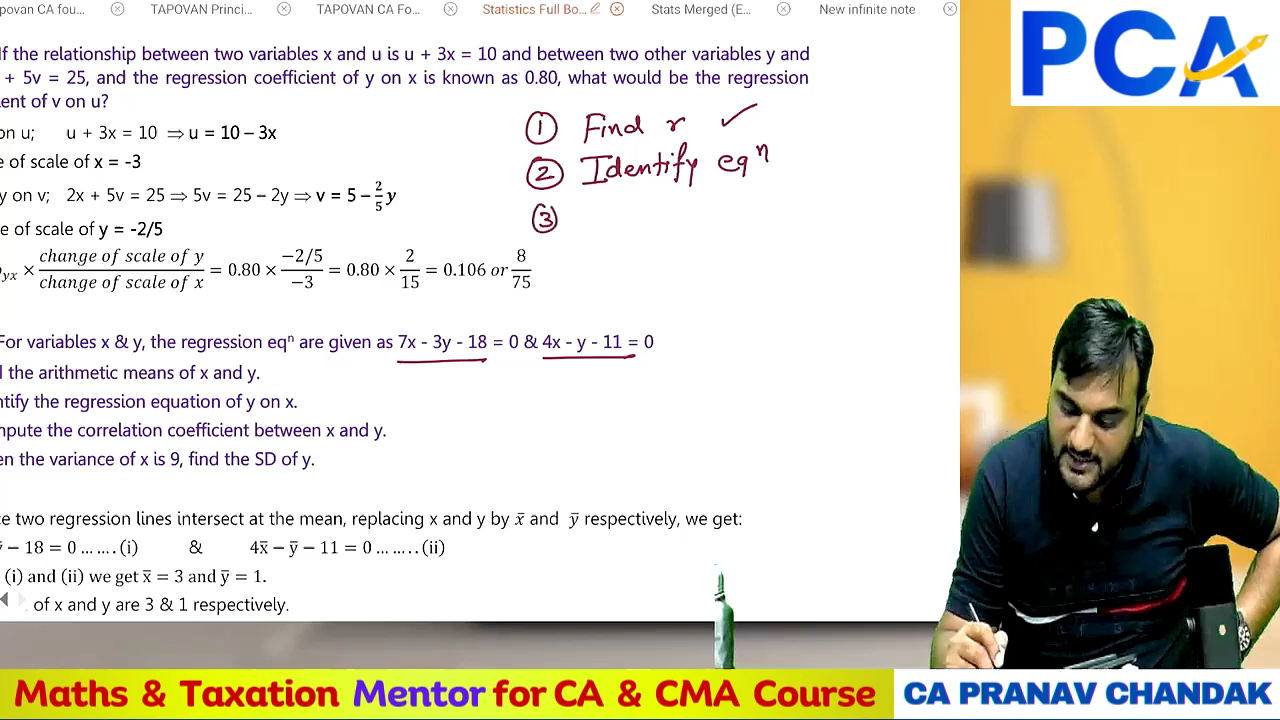 povan CA fou...
TAPOVAN Princi...
TAPOVAN CA Fo...
Statistics Full Bo...
Stats Merged (E...
New infinite note
PCA
If the relationship between two variables x and u is u + 3x = 10 and between two other variables y and
+ 5v = 25, and the regression coefficient of y on x is known as 0.80, what would be the regression
ent of v on u?
on u; u + 3x = 10 ⇒ u = 10 – 3x
e of scale of x = -3
y on v; 2x + 5v = 25 ⇒ 5v = 25 – 2y ⇒ v = 5 – 2/5 y
e of scale of y = -2/5
yx × change of scale of y / change of scale of x = 0.80 × −2/5 / −3 = 0.80 × 2/15 = 0.106 or 8/75
① Find r ✓
② Identify eqⁿ
③
For variables x & y, the regression eqⁿ are given as 7x - 3y - 18 = 0 & 4x - y - 11 = 0
the arithmetic means of x and y.
ntify the regression equation of y on x.
mpute the correlation coefficient between x and y.
en the variance of x is 9, find the SD of y.
e two regression lines intersect at the mean, replacing x and y by x̄ and ȳ respectively, we get:
− 18 = 0 ... ... . (i) & 4x̄ − ȳ − 11 = 0 ... ... . . (ii)
(i) and (ii) we get x̄ = 3 and ȳ = 1.
of x and y are 3 & 1 respectively.
Maths & Taxation Mentor for CA & CMA Course
CA PRANAV CHANDAK